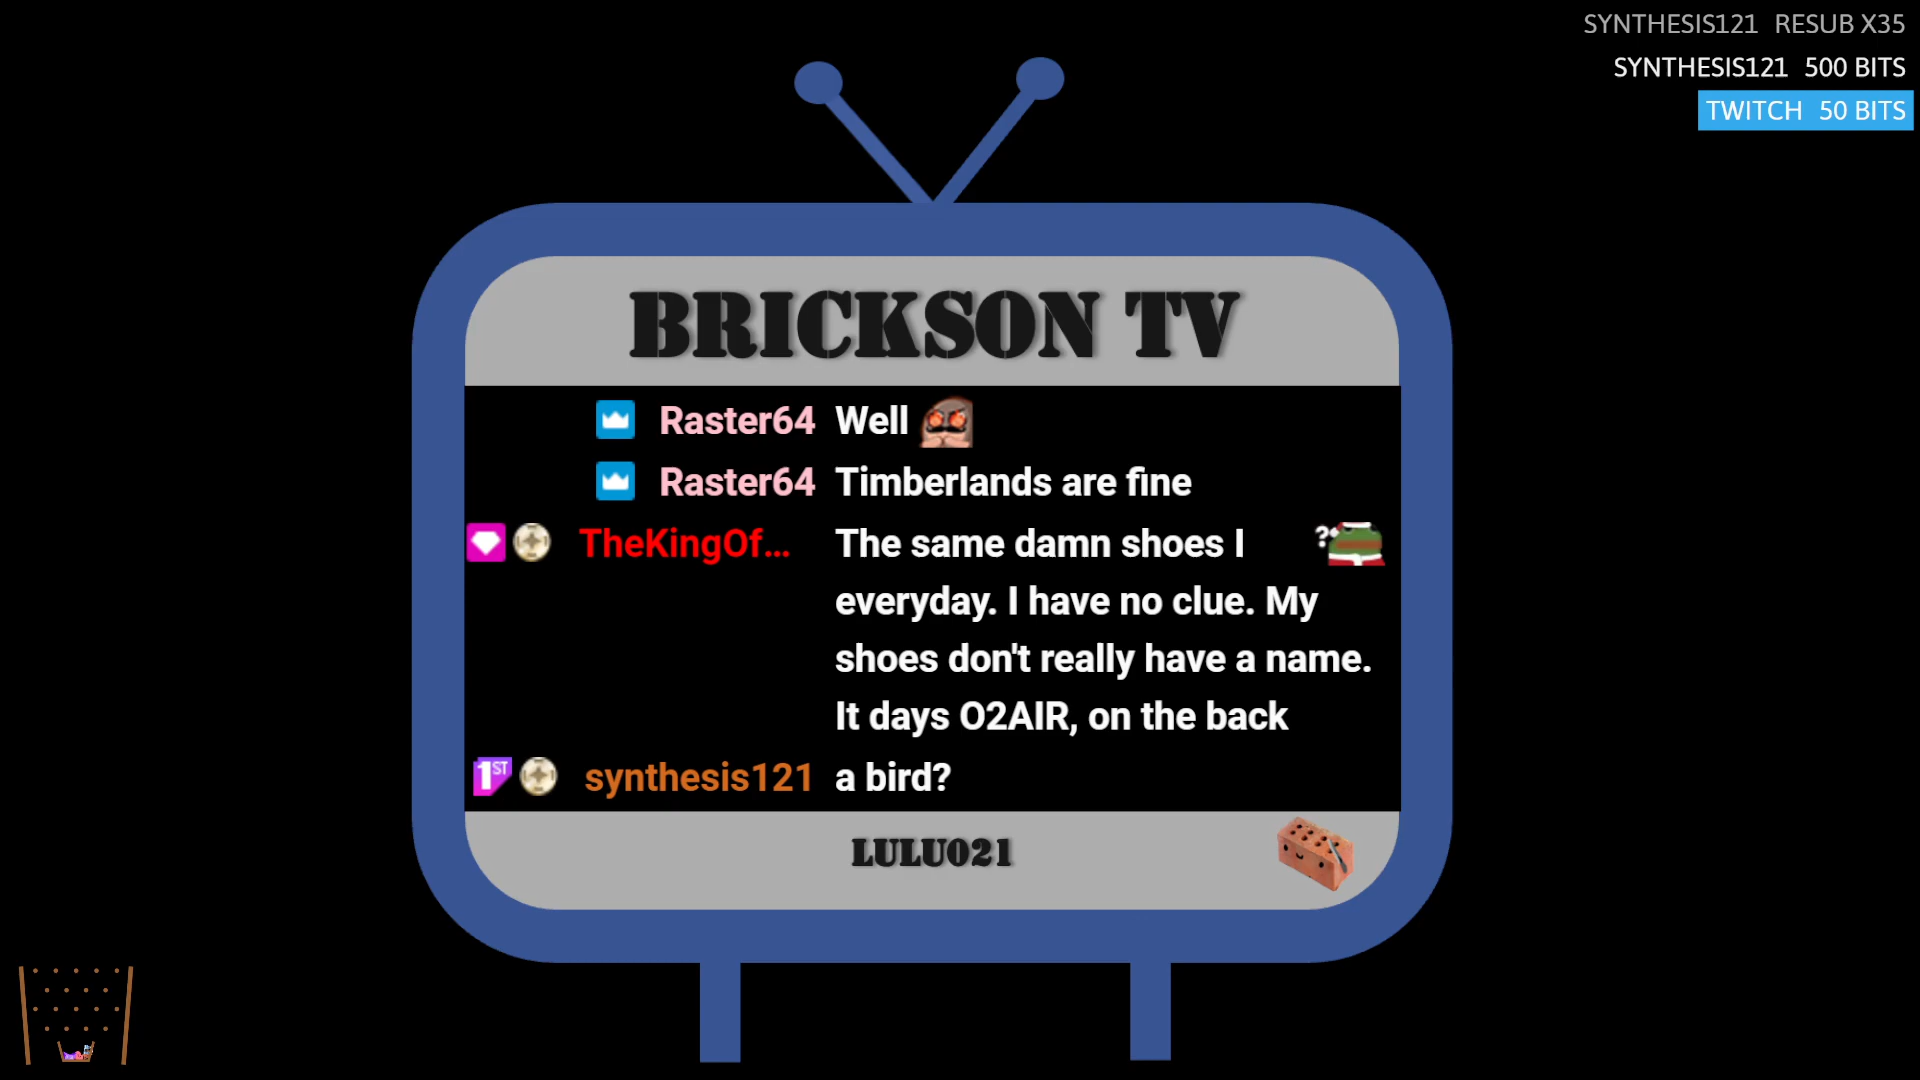 SYNTHESIS121 RESUB X35
SYNTHESIS121 500 BITS
TWITCH 50 BITS
BRICKSON TV
Raster64 Well
Raster64 Timberlands are fine
TheKingOf... The same damn shoes I ?
everyday. I have no clue. My
shoes don't really have a name.
It days O2AIR, on the back
1ST synthesis121 a bird?
LULU021